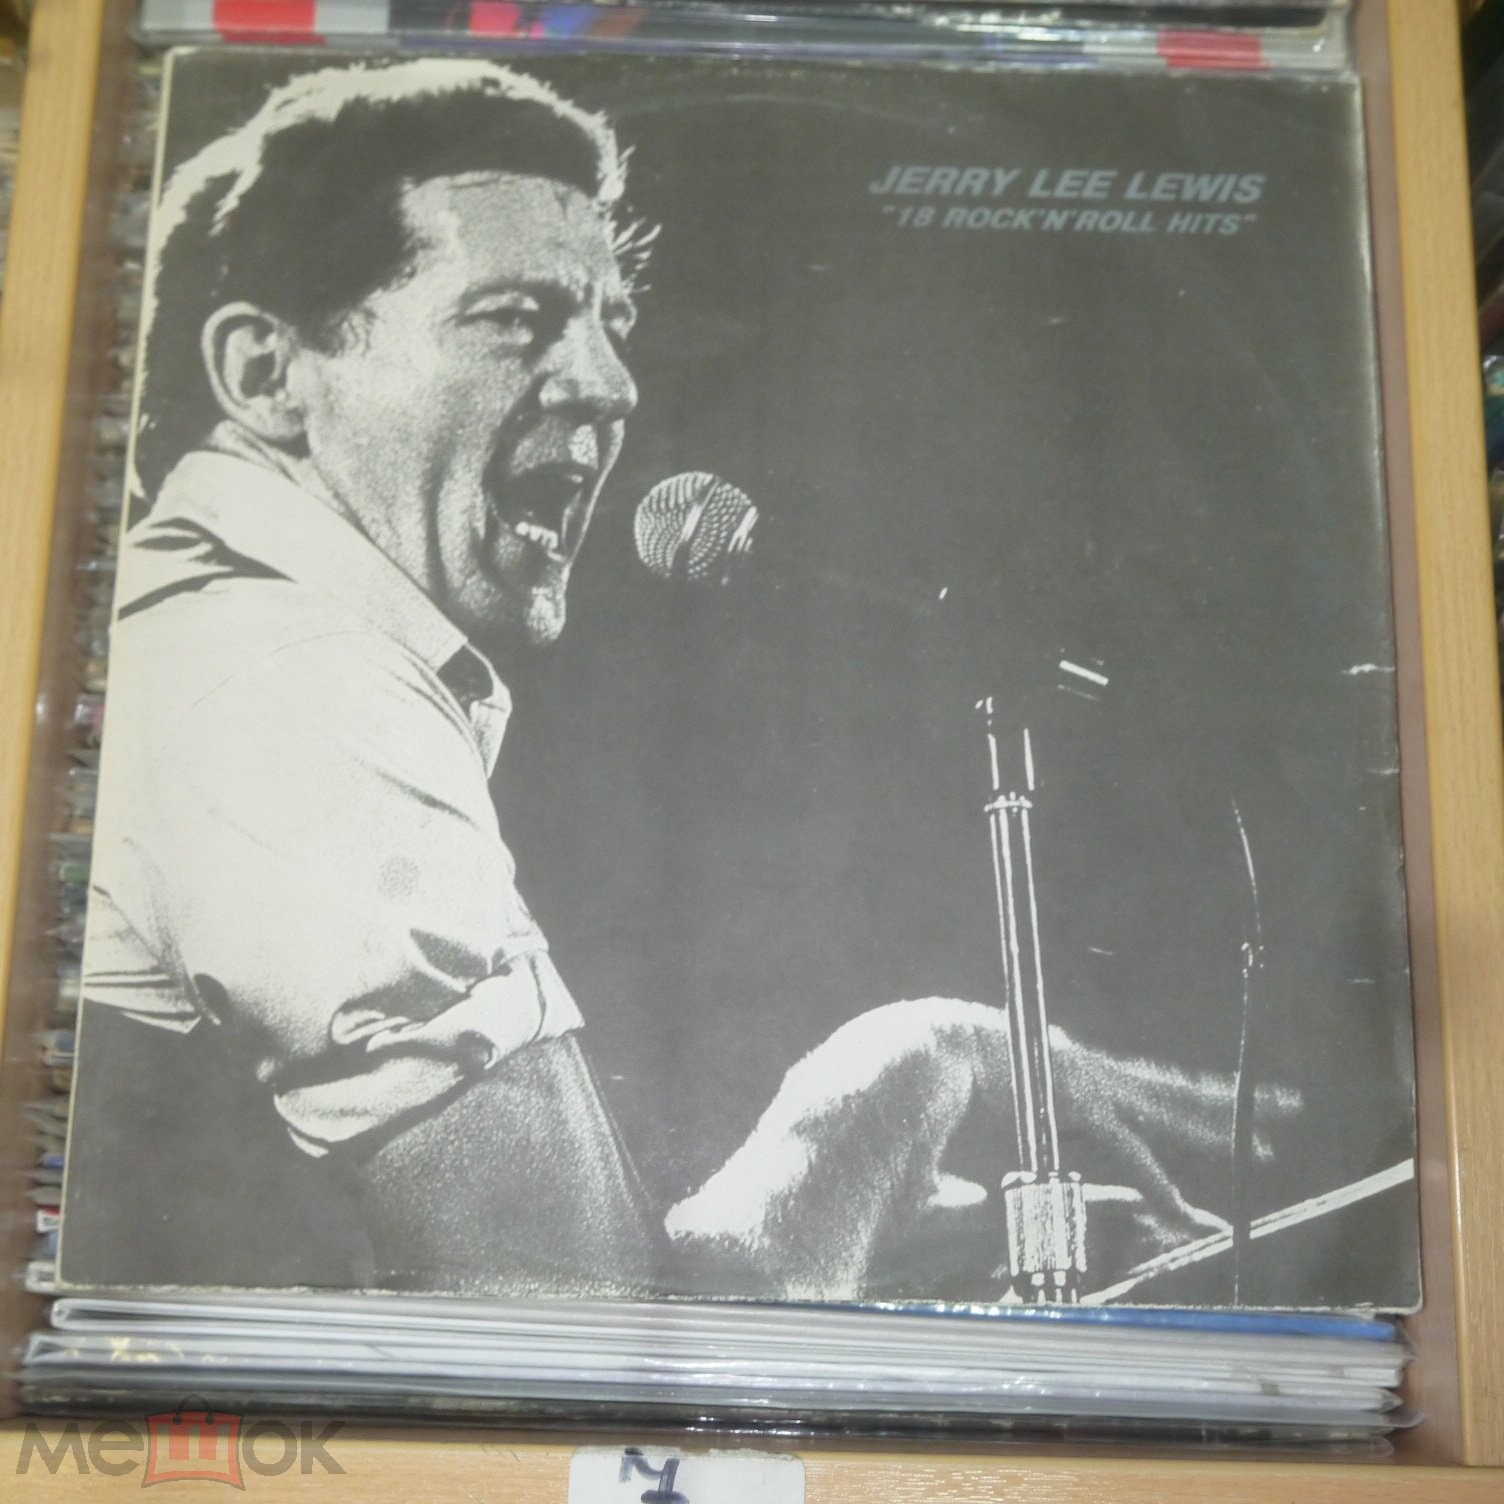 JERRY LEE LEWIS
"18 ROCK'N'ROLL HITS"
мешок